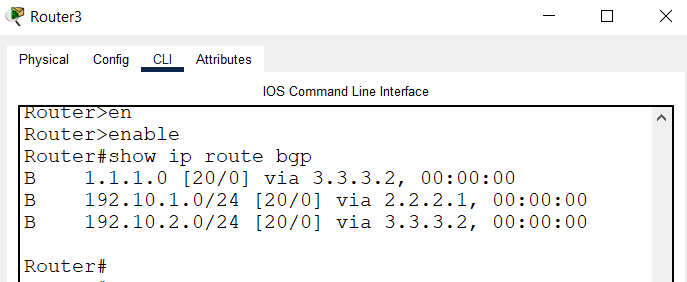 Router3
Physical Config CLI Attributes
IOS Command Line Interface
Router>en
Router>enable
Router#show ip route bgp
B    1.1.1.0 [20/0] via 3.3.3.2, 00:00:00
B    192.10.1.0/24 [20/0] via 2.2.2.1, 00:00:00
B    192.10.2.0/24 [20/0] via 3.3.3.2, 00:00:00
Router#